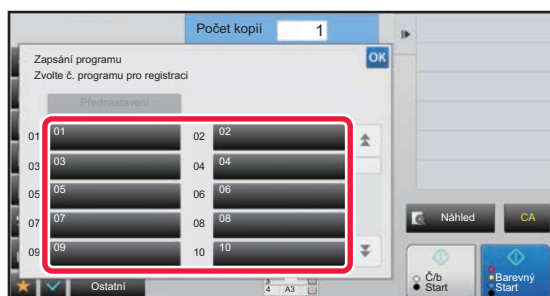 Počet kopií 1
Zapsání programu
Zvolte č. programu pro registraci
OK
Přednastavení
01 01 02 02
03 03 04 04
05 05 06 06
07 07 08 08
09 09 10 10
Náhled CA
Č/b Start
Barevný Start
Ostatní
3
4 A3